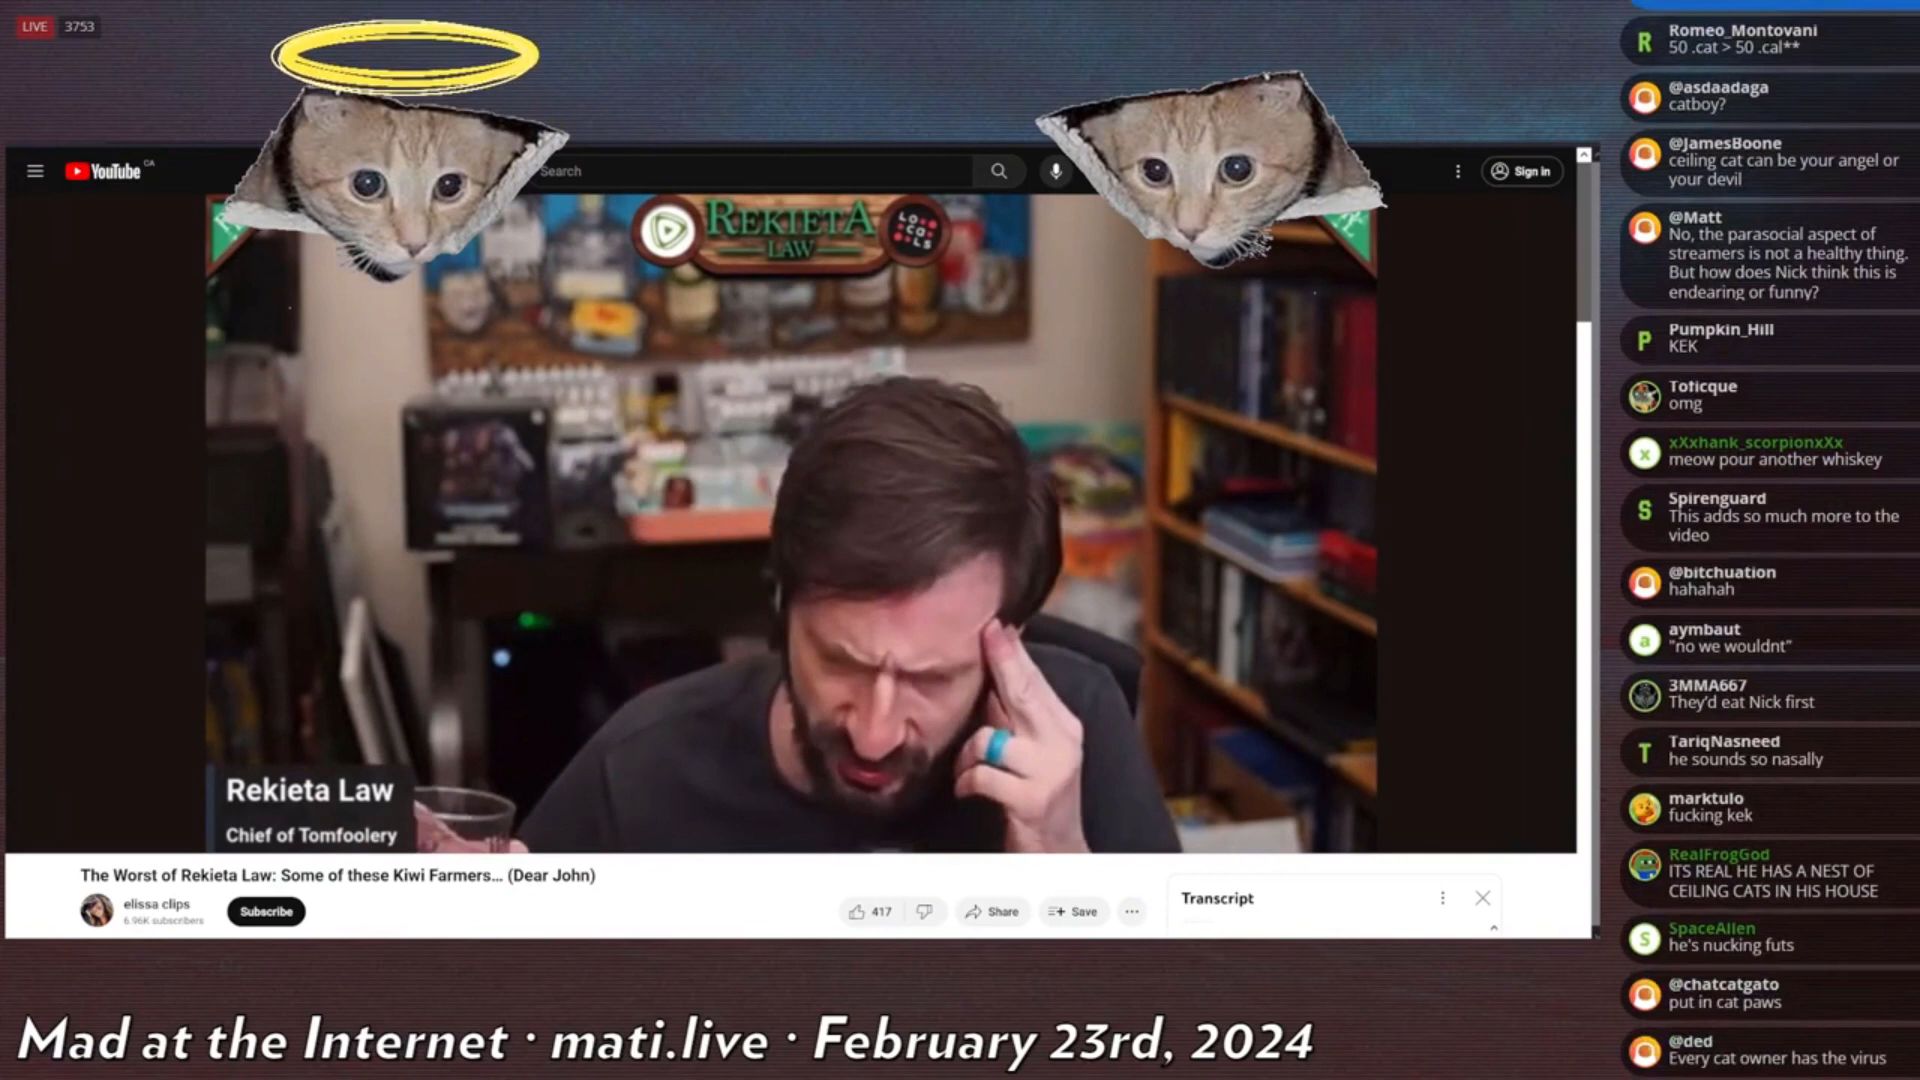 LIVE 3753
YouTube CA
Search
Sign in
REKIETA
LAW
LOCALS
Rekieta Law
Chief of Tomfoolery
The Worst of Rekieta Law: Some of these Kiwi Farmers... (Dear John)
elissa clips
6.96K subscribers
Subscribe
417
Share
Save
Transcript
Mad at the Internet · mati.live · February 23rd, 2024
Romeo_Montovani
50 .cat > 50 .cal**
@asdaadaga
catboy?
@JamesBoone
ceiling cat can be your angel or
your devil
@Matt
No, the parasocial aspect of
streamers is not a healthy thing.
But how does Nick think this is
endearing or funny?
P
Pumpkin_Hill
KEK
Toficque
omg
x
xXxhank_scorpionxXx
meow pour another whiskey
S
Spirenguard
This adds so much more to the
video
@bitchuation
hahahah
a
aymbaut
"no we wouldnt"
3MMA667
They'd eat Nick first
T
TariqNasneed
he sounds so nasally
marktulo
fucking kek
RealFrogGod
ITS REAL HE HAS A NEST OF
CEILING CATS IN HIS HOUSE
S
SpaceAlien
he's nucking futs
@chatcatgato
put in cat paws
@ded
Every cat owner has the virus